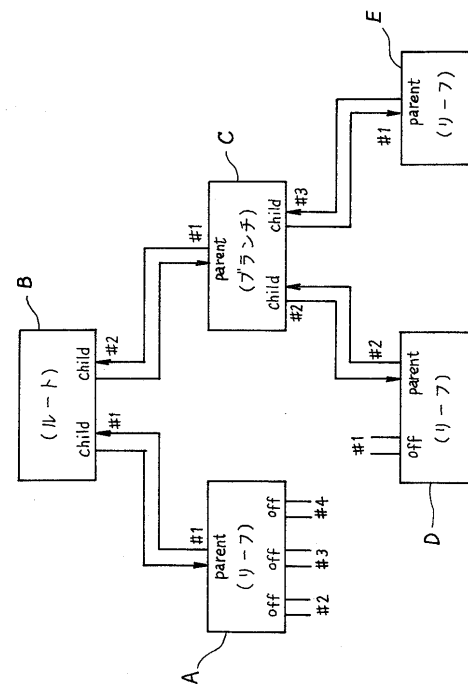 B
(ルート)
child
child
#1
#2
A
parent
(リーフ)
#1
off
off
off
#2
#3
#4
C
parent
(ブランチ)
#1
child
child
#2
#3
D
off
parent
(リーフ)
#1
#2
E
parent
(リーフ)
#1